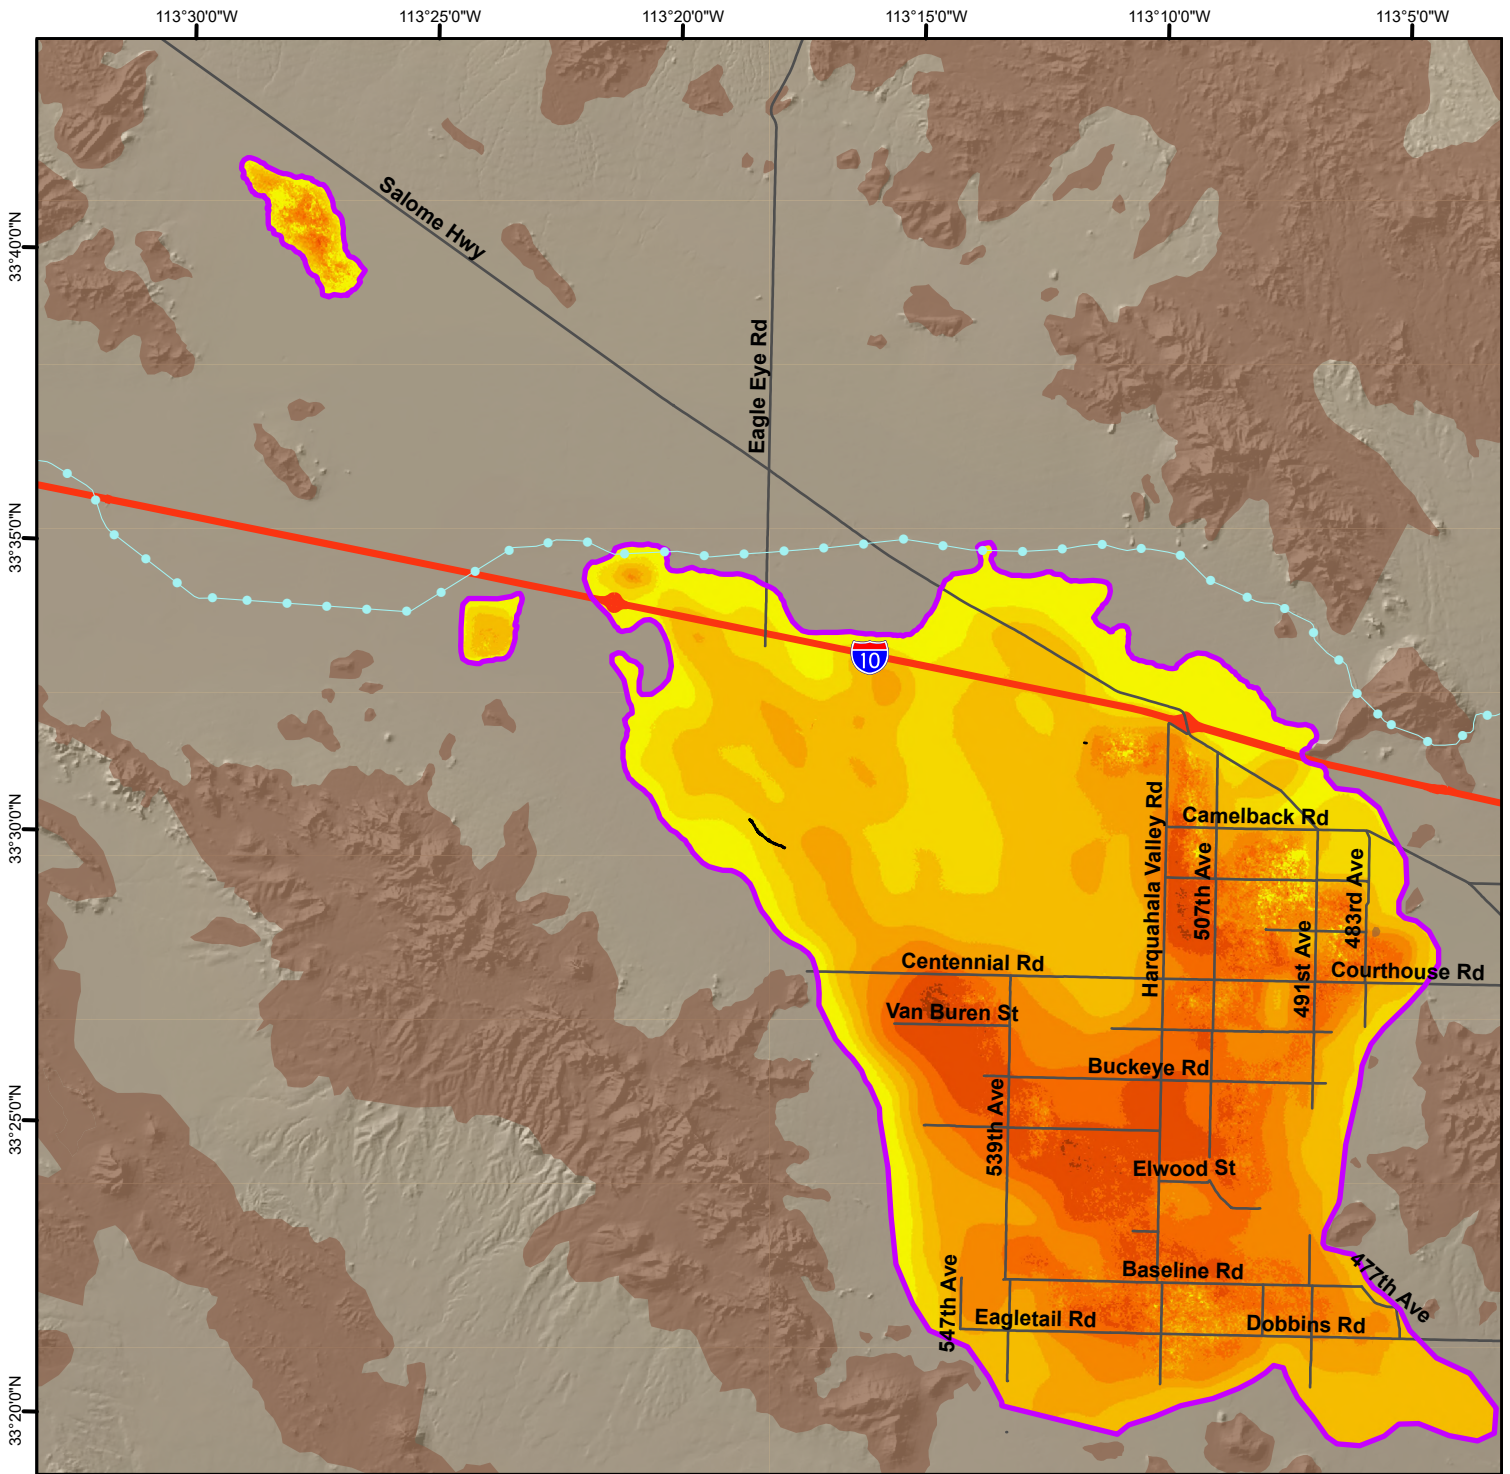 113°30'0"W
113°25'0"W
113°20'0"W
113°15'0"W
113°10'0"W
113°5'0"W
33°40'0"N
Salome Hwy
Eagle Eye Rd
33°35'0"N
10
33°30'0"N
Harquahala Valley Rd
Camelback Rd
507th Ave
483rd Ave
491st Ave
Centennial Rd
Courthouse Rd
Van Buren St
Buckeye Rd
33°25'0"N
539th Ave
Elwood St
547th Ave
Baseline Rd
477th Ave
Eagletail Rd
Dobbins Rd
33°20'0"N